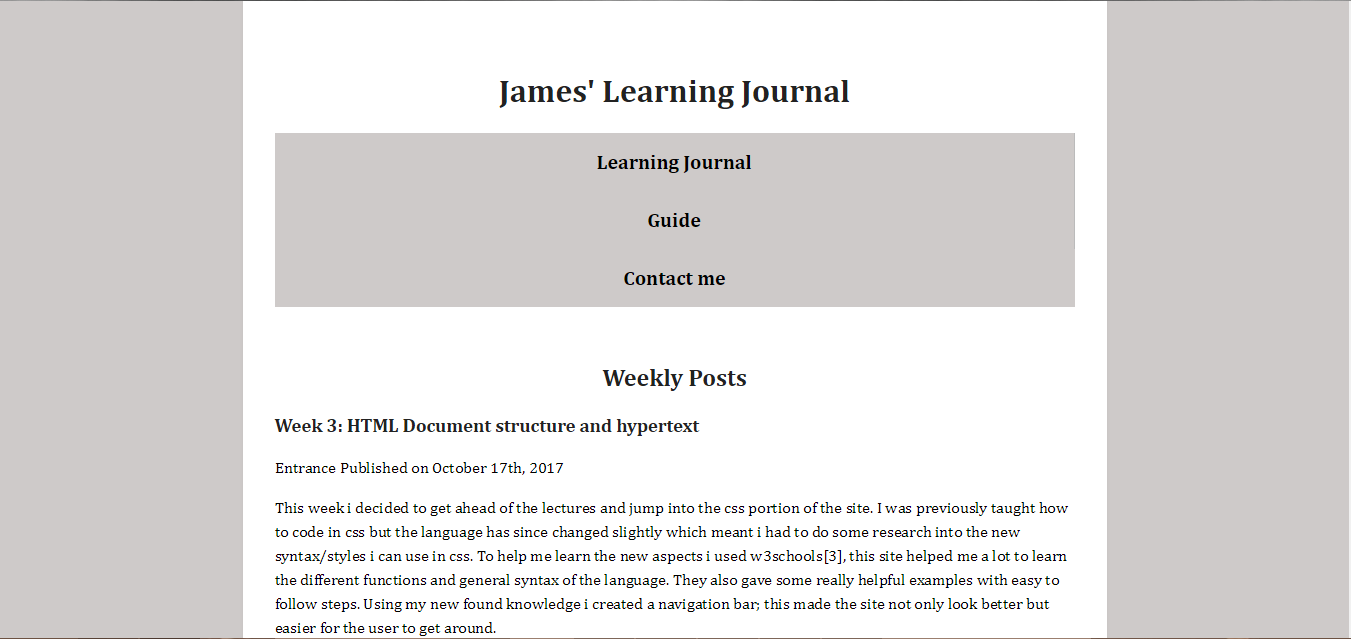 James' Learning Journal
Learning Journal
Guide
Contact me
Weekly Posts
Week 3: HTML Document structure and hypertext
Entrance Published on October 17th, 2017
This week i decided to get ahead of the lectures and jump into the css portion of the site. I was previously taught how
to code in css but the language has since changed slightly which meant i had to do some research into the new
syntax/styles i can use in css. To help me learn the new aspects i used w3schools[3], this site helped me a lot to learn
the different functions and general syntax of the language. They also gave some really helpful examples with easy to
follow steps. Using my new found knowledge i created a navigation bar; this made the site not only look better but
easier for the user to get around.